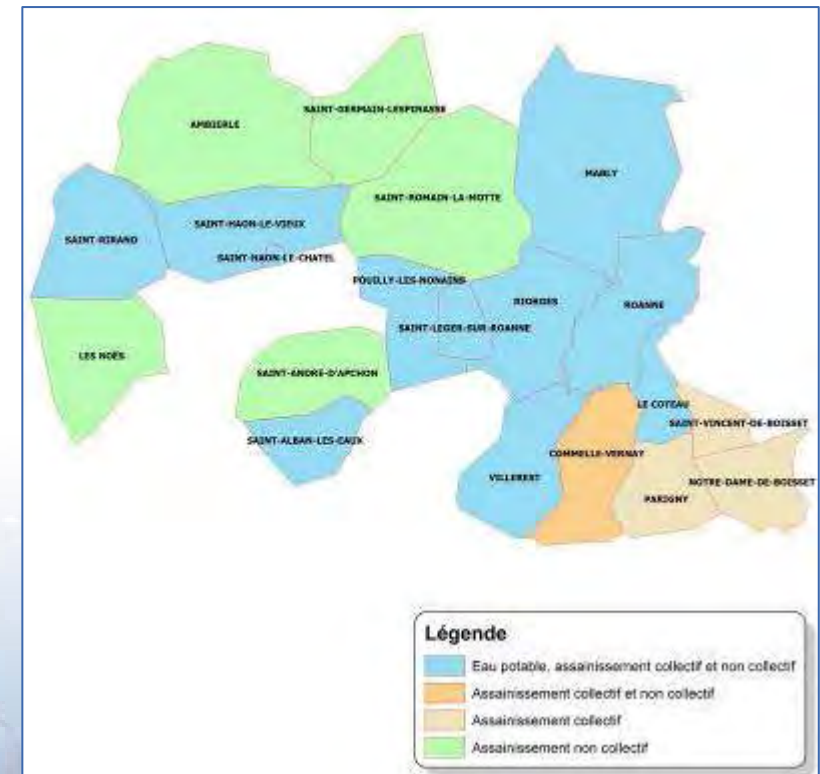 SAINT-GERMAIN-LESPINASSE
AMBIERLE
MABLY
SAINT-ROMAIN-LA-MOTTE
SAINT-HAON-LE-VIEUX
SAINT-RIRAND
SAINT-HAON-LE-CHATEL
POUILLY-LES-NONAINS
RIORGES
ROANNE
SAINT-LEGER-SUR-ROANNE
LES NOËS
SAINT-ANDRE-D'APCHON
LE COTEAU
SAINT-VINCENT-DE-BOISSET
SAINT-ALBAN-LES-EAUX
COMMELLE-VERNAY
VILLEREST
NOTRE-DAME-DE-BOISSET
PARIGNY
Légende
Eau potable, assainissement collectif et non collectif
Assainissement collectif et non collectif
Assainissement collectif
Assainissement non collectif